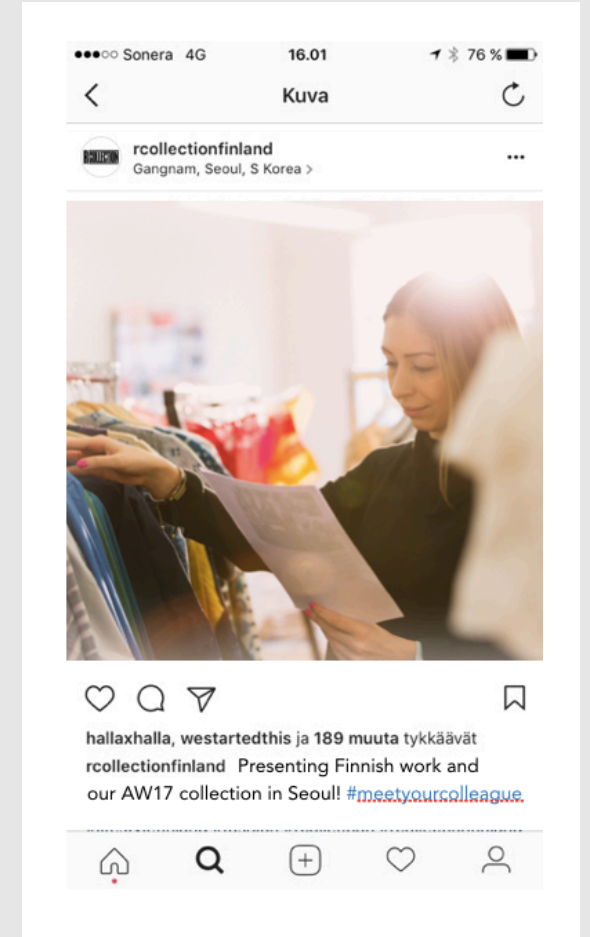 Sonera 4G 16.01 76 %
Kuva
RCOLLECTION
rcollectionfinland
Gangnam, Seoul, S Korea >
hallaxhalla, westartedthis ja 189 muuta tykkäävät
rcollectionfinland Presenting Finnish work and
our AW17 collection in Seoul! #meetyourcolleague